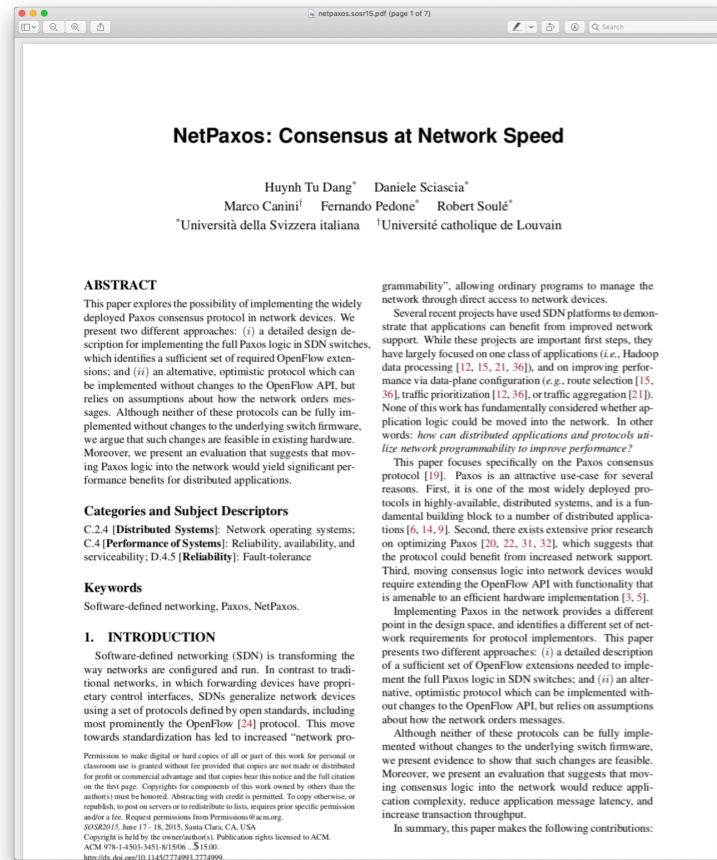 netpaxos.sosr15.pdf (page 1 of 7)
Search
NetPaxos: Consensus at Network Speed
Huynh Tu Dang* Daniele Sciascia*
Marco Canini† Fernando Pedone* Robert Soulé*
*Università della Svizzera italiana †Université catholique de Louvain
ABSTRACT
This paper explores the possibility of implementing the widely
deployed Paxos consensus protocol in network devices. We
present two different approaches: (i) a detailed design de-
scription for implementing the full Paxos logic in SDN switches,
which identifies a sufficient set of required OpenFlow exten-
sions; and (ii) an alternative, optimistic protocol which can
be implemented without changes to the OpenFlow API, but
relies on assumptions about how the network orders mes-
sages. Although neither of these protocols can be fully im-
plemented without changes to the underlying switch firmware,
we argue that such changes are feasible in existing hardware.
Moreover, we present an evaluation that suggests that mov-
ing Paxos logic into the network would yield significant per-
formance benefits for distributed applications.
Categories and Subject Descriptors
C.2.4 [Distributed Systems]: Network operating systems;
C.4 [Performance of Systems]: Reliability, availability, and
serviceability; D.4.5 [Reliability]: Fault-tolerance
Keywords
Software-defined networking, Paxos, NetPaxos.
1. INTRODUCTION
Software-defined networking (SDN) is transforming the
way networks are configured and run. In contrast to tradi-
tional networks, in which forwarding devices have propri-
etary control interfaces, SDNs generalize network devices
using a set of protocols defined by open standards, including
most prominently the OpenFlow [24] protocol. This move
towards standardization has led to increased “network pro-
Permission to make digital or hard copies of all or part of this work for personal or
classroom use is granted without fee provided that copies are not made or distributed
for profit or commercial advantage and that copies bear this notice and the full citation
on the first page. Copyrights for components of this work owned by others than the
author(s) must be honored. Abstracting with credit is permitted. To copy otherwise, or
republish, to post on servers or to redistribute to lists, requires prior specific permission
and/or a fee. Request permissions from Permissions@acm.org.
SOSR2015, June 17 - 18, 2015, Santa Clara, CA, USA
Copyright is held by the owner/author(s). Publication rights licensed to ACM.
ACM 978-1-4503-3451-8/15/06 ...$15.00.
http://dx.doi.org/10.1145/2774993.2774999.
grammability”, allowing ordinary programs to manage the
network through direct access to network devices.
Several recent projects have used SDN platforms to demon-
strate that applications can benefit from improved network
support. While these projects are important first steps, they
have largely focused on one class of applications (i.e., Hadoop
data processing [12, 15, 21, 36]), and on improving perfor-
mance via data-plane configuration (e.g., route selection [15,
36], traffic prioritization [12, 36], or traffic aggregation [21]).
None of this work has fundamentally considered whether ap-
plication logic could be moved into the network. In other
words: how can distributed applications and protocols uti-
lize network programmability to improve performance?
This paper focuses specifically on the Paxos consensus
protocol [19]. Paxos is an attractive use-case for several
reasons. First, it is one of the most widely deployed pro-
tocols in highly-available, distributed systems, and is a fun-
damental building block to a number of distributed applica-
tions [6, 14, 9]. Second, there exists extensive prior research
on optimizing Paxos [20, 22, 31, 32], which suggests that
the protocol could benefit from increased network support.
Third, moving consensus logic into network devices would
require extending the OpenFlow API with functionality that
is amenable to an efficient hardware implementation [3, 5].
Implementing Paxos in the network provides a different
point in the design space, and identifies a different set of net-
work requirements for protocol implementors. This paper
presents two different approaches: (i) a detailed description
of a sufficient set of OpenFlow extensions needed to imple-
ment the full Paxos logic in SDN switches; and (ii) an alter-
native, optimistic protocol which can be implemented with-
out changes to the OpenFlow API, but relies on assumptions
about how the network orders messages.
Although neither of these protocols can be fully imple-
mented without changes to the underlying switch firmware,
we present evidence to show that such changes are feasible.
Moreover, we present an evaluation that suggests that mov-
ing consensus logic into the network would reduce appli-
cation complexity, reduce application message latency, and
increase transaction throughput.
In summary, this paper makes the following contributions: